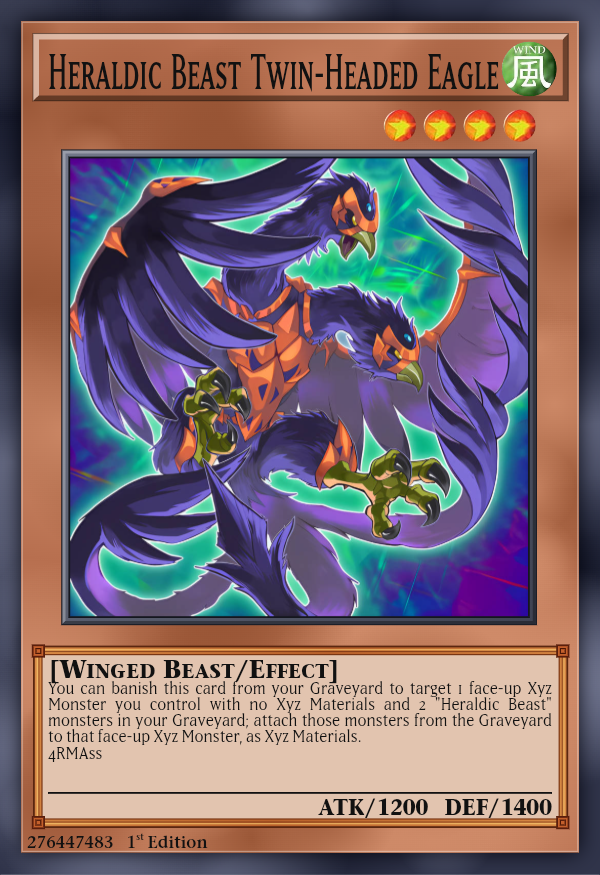 Heraldic Beast Twin-Headed Eagle
WIND
風
[Winged Beast/Effect]
You can banish this card from your Graveyard to target 1 face-up Xyz
Monster you control with no Xyz Materials and 2 "Heraldic Beast"
monsters in your Graveyard; attach those monsters from the Graveyard
to that face-up Xyz Monster, as Xyz Materials.
4RMAss
ATK/1200 DEF/1400
276447483 1st Edition